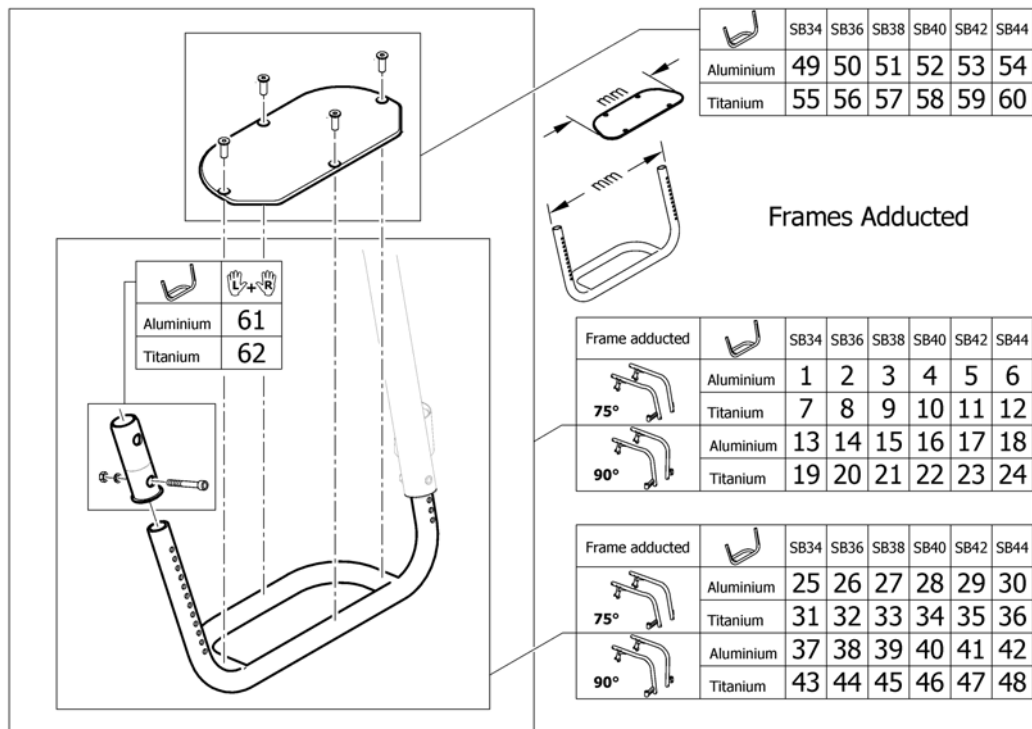 SB34 SB36 SB38 SB40 SB42 SB44
Aluminium 49 50 51 52 53 54
Titanium 55 56 57 58 59 60
mm
mm
Frames Adducted
L + R
Aluminium 61
Titanium 62
Frame adducted SB34 SB36 SB38 SB40 SB42 SB44
75° Aluminium 1 2 3 4 5 6
Titanium 7 8 9 10 11 12
90° Aluminium 13 14 15 16 17 18
Titanium 19 20 21 22 23 24
Frame adducted SB34 SB36 SB38 SB40 SB42 SB44
75° Aluminium 25 26 27 28 29 30
Titanium 31 32 33 34 35 36
90° Aluminium 37 38 39 40 41 42
Titanium 43 44 45 46 47 48